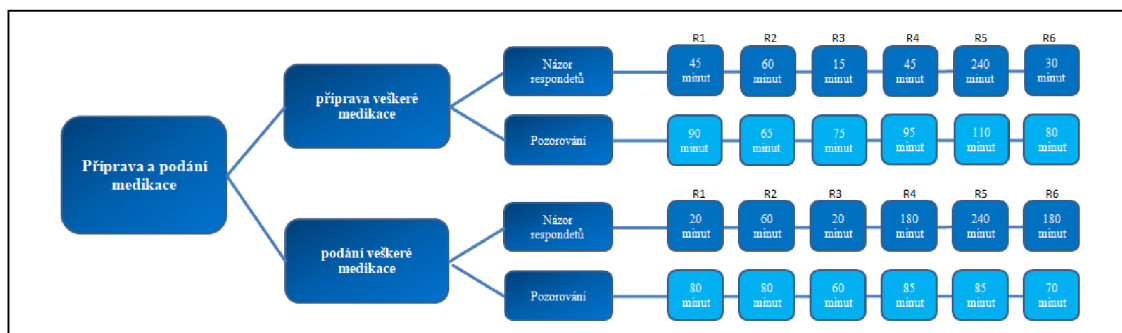 R1 R2 R3 R4 R5 R6
Názor
respondetů
45
minut
60
minut
15
minut
45
minut
240
minut
30
minut
příprava veškeré
medikace
Pozorování
90
minut
65
minut
75
minut
95
minut
110
minut
80
minut
Příprava a podání
medikace
R1 R2 R3 R4 R5 R6
Názor
respondetů
20
minut
60
minut
20
minut
180
minut
240
minut
180
minut
podání veškeré
medikace
Pozorování
80
minut
80
minut
60
minut
85
minut
85
minut
70
minut